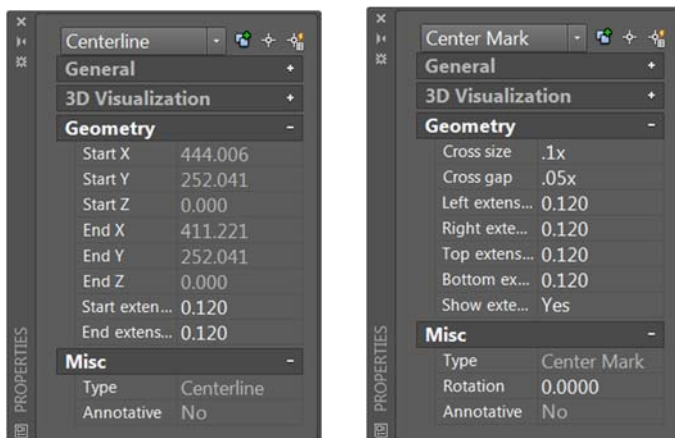 Centerline
General +
3D Visualization +
Geometry -
Start X 444.006
Start Y 252.041
Start Z 0.000
End X 411.221
End Y 252.041
End Z 0.000
Start exten... 0.120
End extens... 0.120
Misc -
Type Centerline
Annotative No
PROPERTIES
Center Mark
General +
3D Visualization +
Geometry -
Cross size .1x
Cross gap .05x
Left extens... 0.120
Right exte... 0.120
Top extens... 0.120
Bottom ex... 0.120
Show exte... Yes
Misc -
Type Center Mark
Rotation 0.0000
Annotative No
PROPERTIES